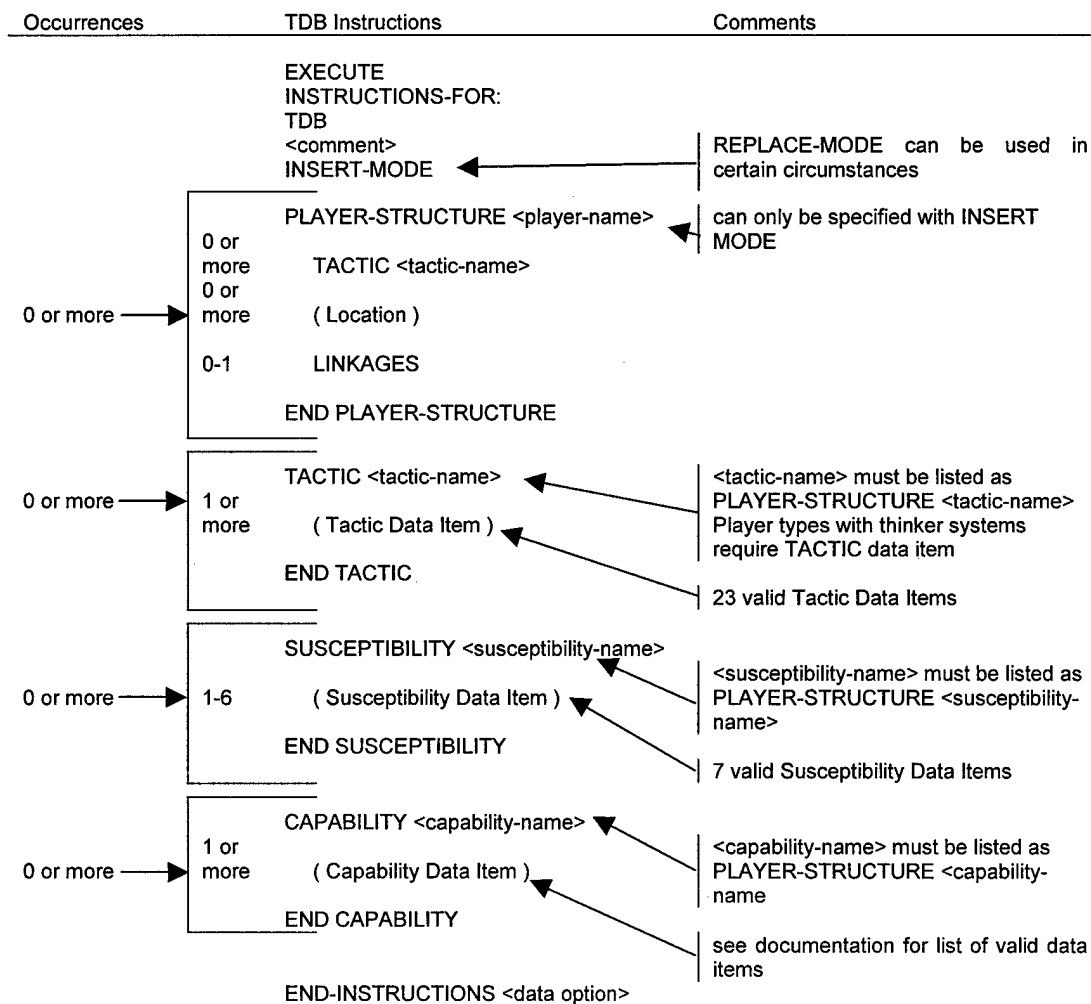 Occurrences TDB Instructions Comments
EXECUTE
INSTRUCTIONS-FOR:
TDB
<comment>
INSERT-MODE
REPLACE-MODE can be used in
certain circumstances
PLAYER-STRUCTURE <player-name>
can only be specified with INSERT
MODE
0 or
more TACTIC <tactic-name>
0 or
more ( Location )
0 or more
0-1 LINKAGES
END PLAYER-STRUCTURE
TACTIC <tactic-name>
<tactic-name> must be listed as
PLAYER-STRUCTURE <tactic-name>
Player types with thinker systems
require TACTIC data item
0 or more
1 or
more ( Tactic Data Item )
END TACTIC
23 valid Tactic Data Items
SUSCEPTIBILITY <susceptibility-name>
<susceptibility-name> must be listed as
PLAYER-STRUCTURE <susceptibility-
name>
0 or more 1-6 ( Susceptibility Data Item )
END SUSCEPTIBILITY
7 valid Susceptibility Data Items
CAPABILITY <capability-name>
<capability-name> must be listed as
PLAYER-STRUCTURE <capability-
name
1 or
more
0 or more ( Capability Data Item )
END CAPABILITY
see documentation for list of valid data
items
END-INSTRUCTIONS <data option>